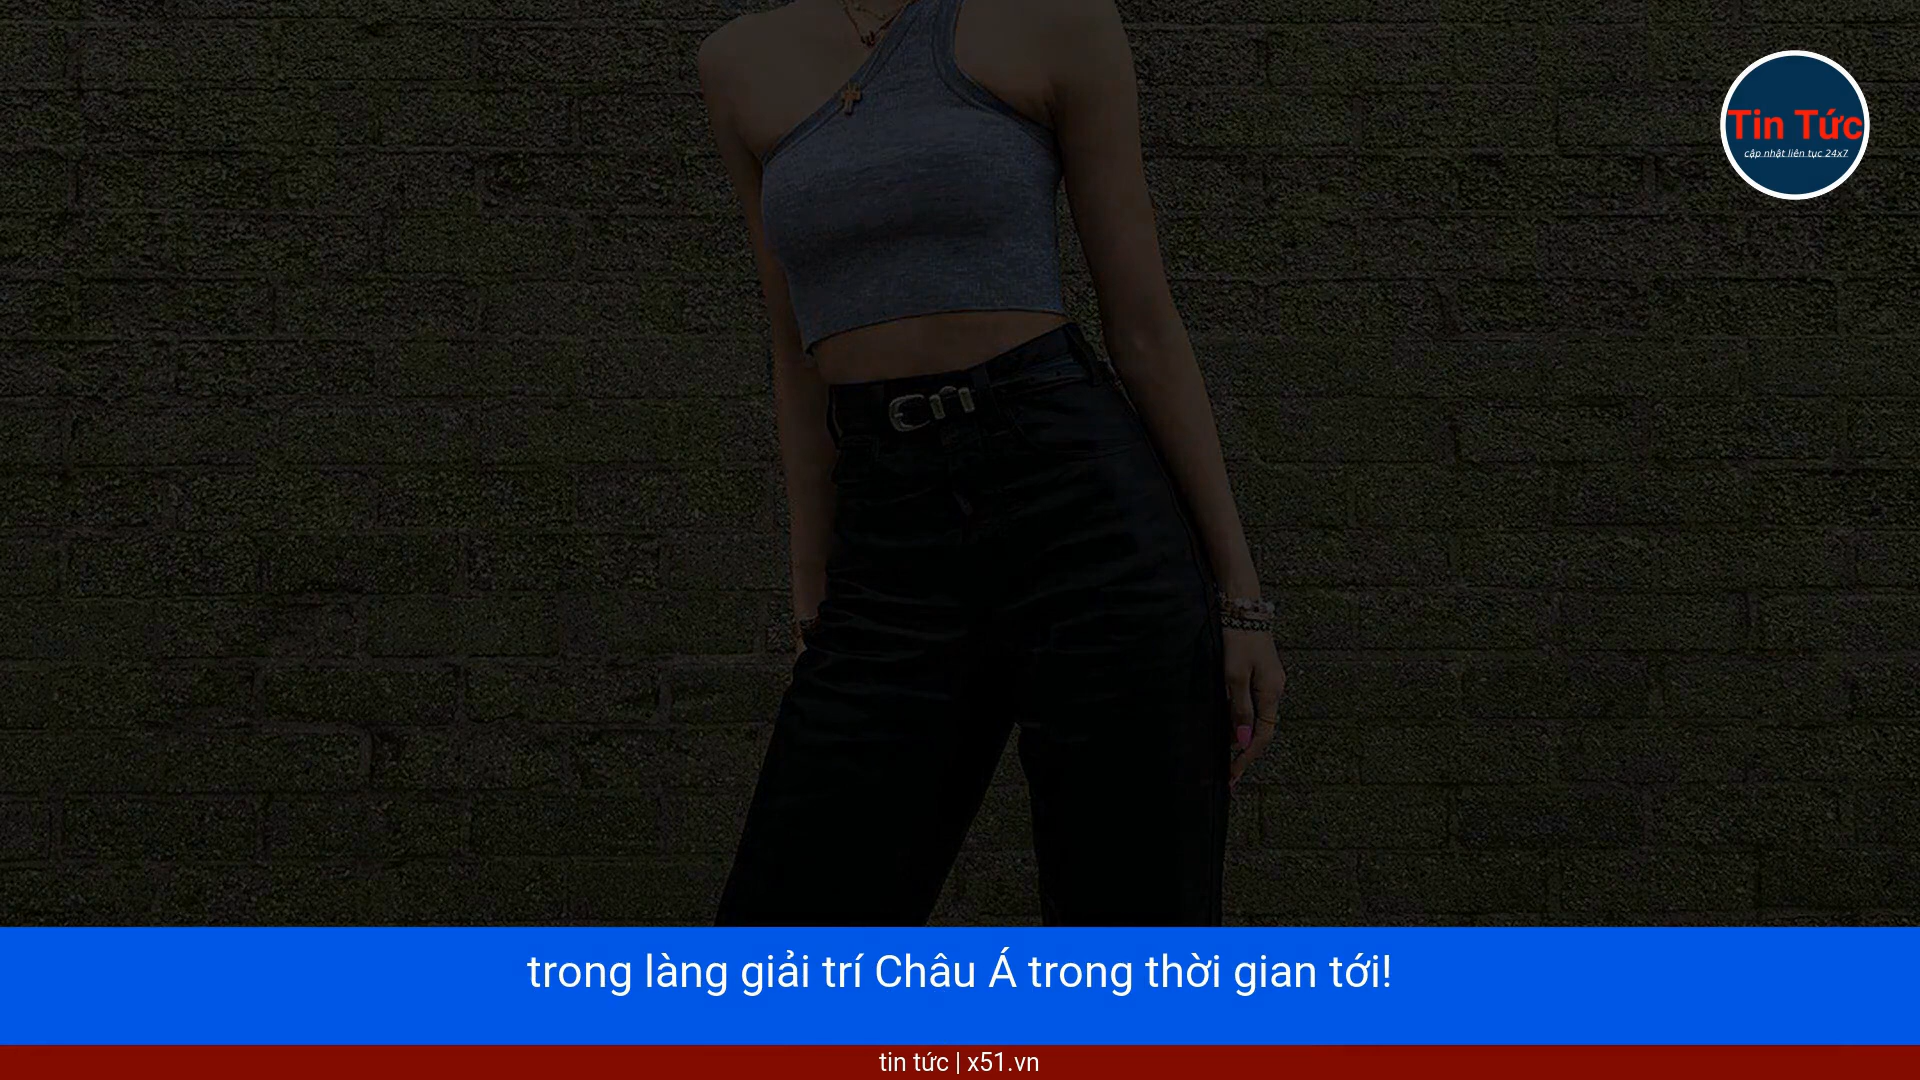 Tin Tức
cập nhật liên tục 24x7
trong làng giải trí Châu Á trong thời gian tới!
tin tức | x51.vn